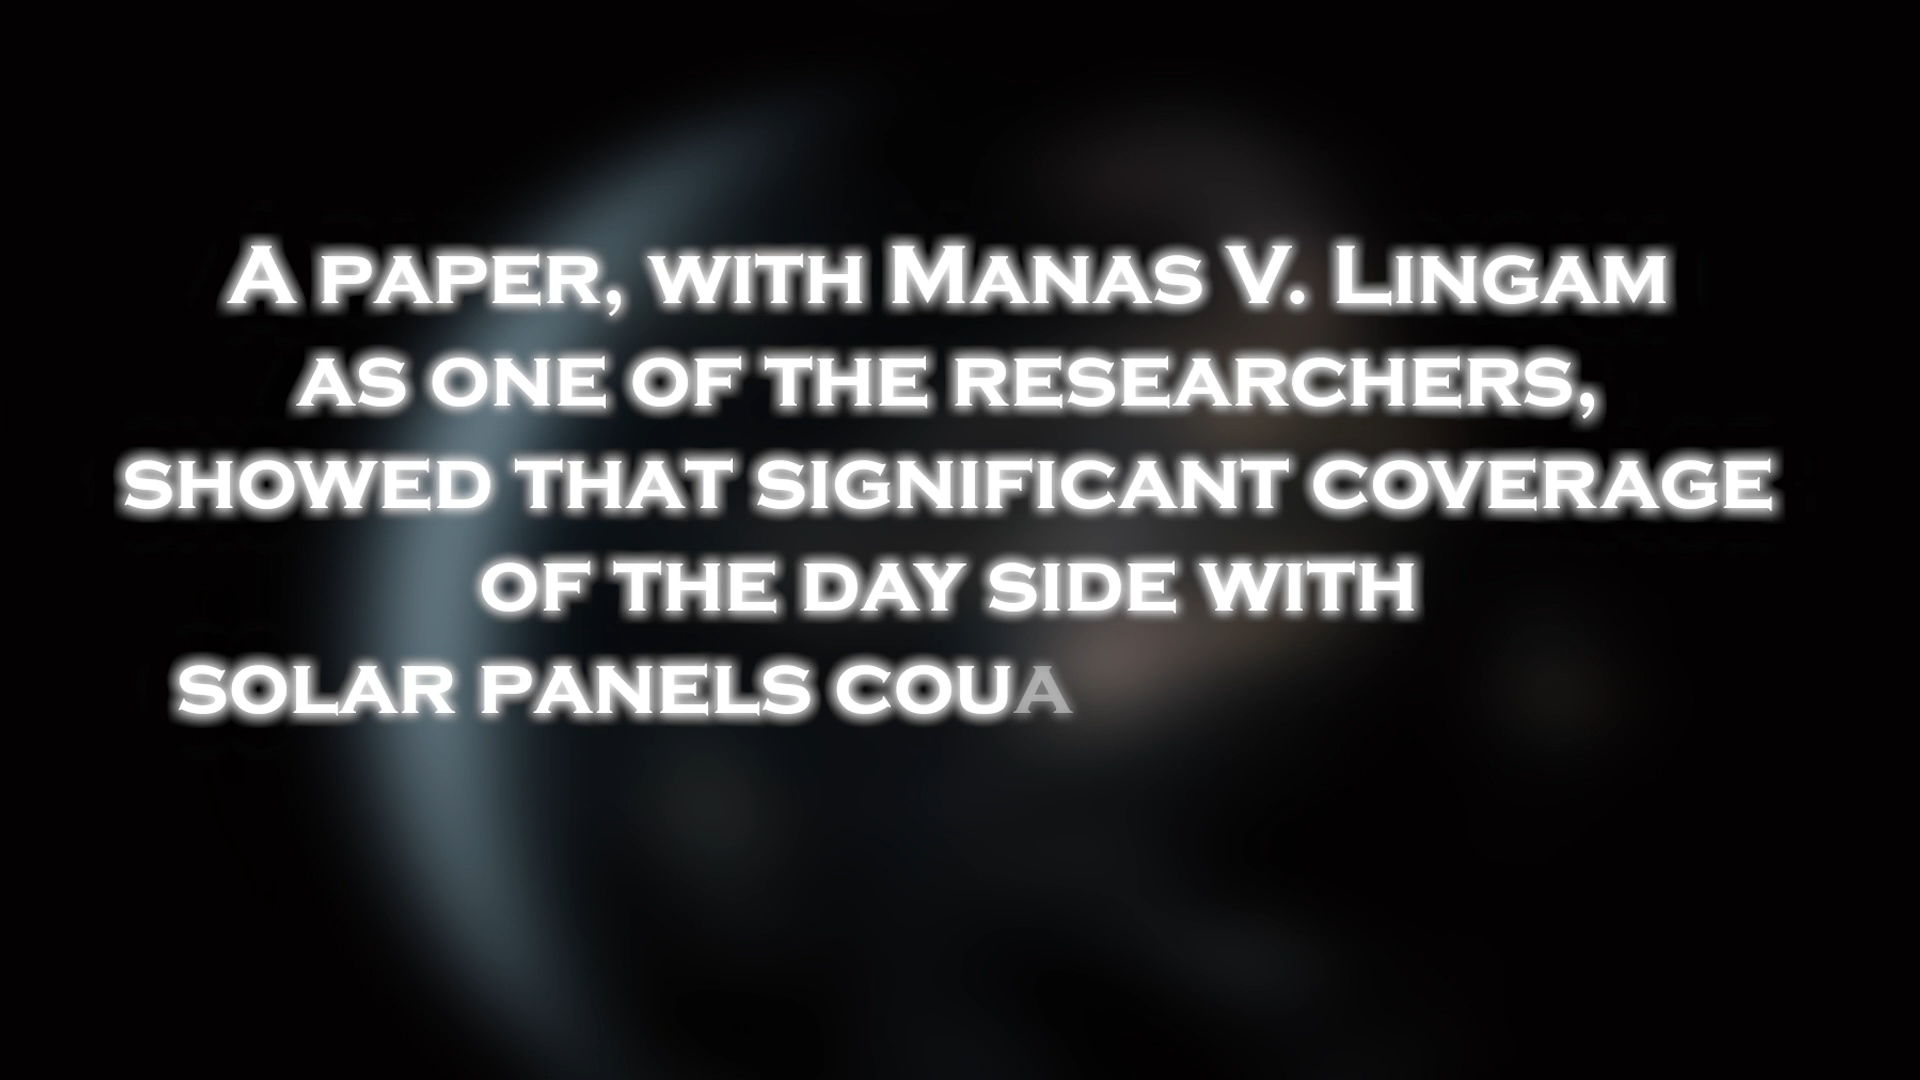 A PAPER, WITH MANAS V. LINGAM
AS ONE OF THE RESEARCHERS,
SHOWED THAT SIGNIFICANT COVERAGE
OF THE DAY SIDE WITH
SOLAR PANELS COUA